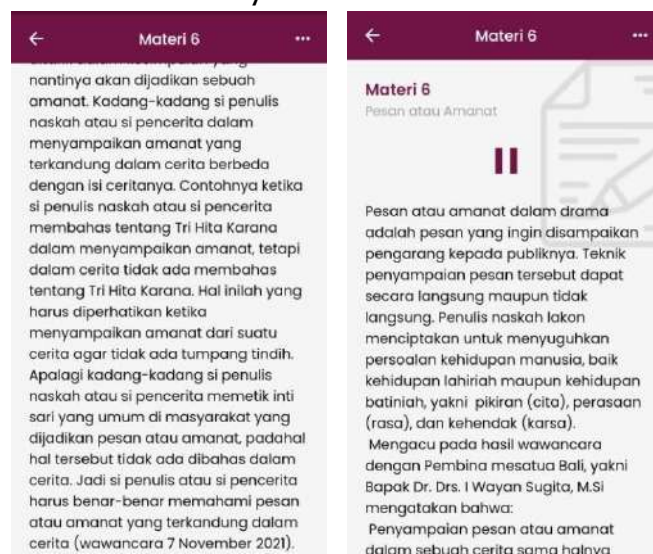 Materi 6
nantinya akan dijadikan sebuah
amanat. Kadang-kadang si penulis
naskah atau si pencerita dalam
menyampaikan amanat yang
terkandung dalam cerita berbeda
dengan isi ceritanya. Contohnya ketika
si penulis naskah atau si pencerita
membahas tentang Tri Hita Karana
dalam menyampaikan amanat, tetapi
dalam cerita tidak ada membahas
tentang Tri Hita Karana. Hal inilah yang
harus diperhatikan ketika
menyampaikan amanat dari suatu
cerita agar tidak ada tumpang tindih.
Apalagi kadang-kadang si penulis
naskah atau si pencerita memetik inti
sari yang umum di masyarakat yang
dijadikan pesan atau amanat, padahal
hal tersebut tidak ada dibahas dalam
cerita. Jadi si penulis atau si pencerita
harus benar-benar memahami pesan
atau amanat yang terkandung dalam
cerita (wawancara 7 November 2021).
Materi 6
Materi 6
Pesan atau Amanat
Pesan atau amanat dalam drama
adalah pesan yang ingin disampaikan
pengarang kepada publiknya. Teknik
penyampaian pesan tersebut dapat
secara langsung maupun tidak
langsung. Penulis naskah lakon
menciptakan untuk menyuguhkan
persoalan kehidupan manusia, baik
kehidupan lahiriah maupun kehidupan
batiniah, yakni pikiran (cita), perasaan
(rasa), dan kehendak (karsa).
Mengacu pada hasil wawancara
dengan Pembina mesatua Bali, yakni
Bapak Dr. Drs. I Wayan Sugita, M.Si
mengatakan bahwa:
Penyampaian pesan atau amanat
dalam sebuah cerita sama halnya